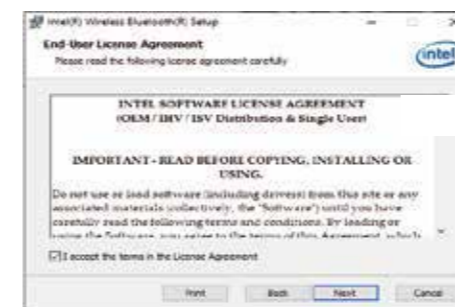 Intel(R) Wireless Bluetooth(R) Setup
End-User License Agreement
Please read the following license agreement carefully
intel
INTEL SOFTWARE LICENSE AGREEMENT
(OEM / IHV / ISV Distribution & Single User)
IMPORTANT - READ BEFORE COPYING, INSTALLING OR
USING.
Do not use or load software (including drivers) from this site or any
associated materials (collectively, the "Software") until you have
carefully read the following terms and conditions. By loading or
using the Software, you agree to the terms of this Agreement, which
I accept the terms in the License Agreement
Print
Back
Next
Cancel